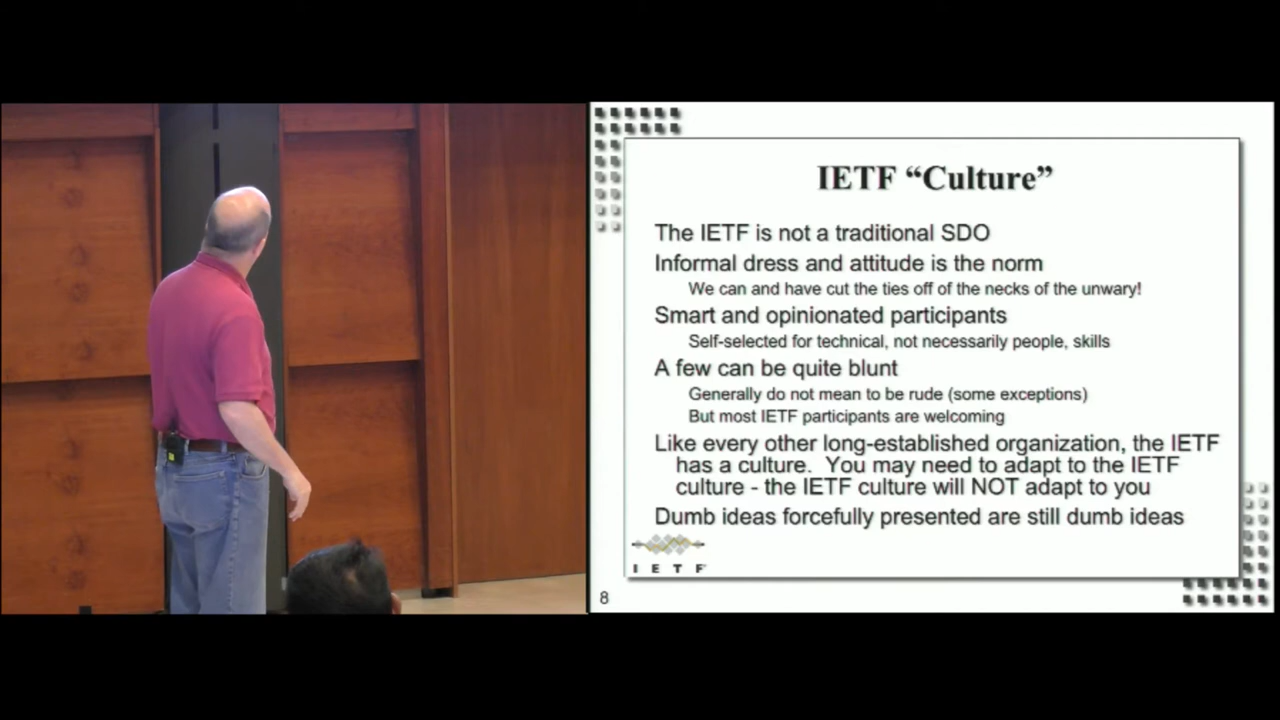 IETF “Culture”
The IETF is not a traditional SDO
Informal dress and attitude is the norm
We can and have cut the ties off of the necks of the unwary!
Smart and opinionated participants
Self-selected for technical, not necessarily people, skills
A few can be quite blunt
Generally do not mean to be rude (some exceptions)
But most IETF participants are welcoming
Like every other long-established organization, the IETF
has a culture.  You may need to adapt to the IETF
culture - the IETF culture will NOT adapt to you
Dumb ideas forcefully presented are still dumb ideas
I E T F
8